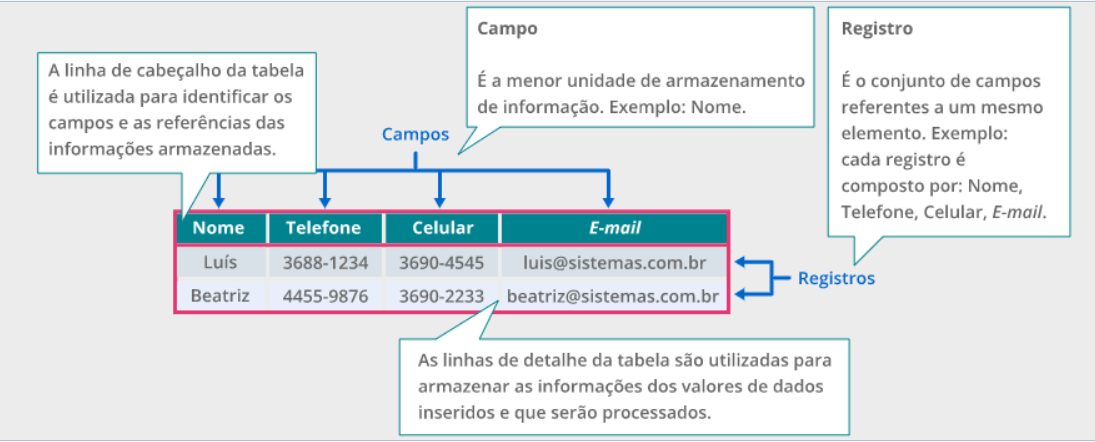 A linha de cabeçalho da tabela
é utilizada para identificar os
campos e as referências das
informações armazenadas.
Campo
É a menor unidade de armazenamento
de informação. Exemplo: Nome.
Registro
É o conjunto de campos
referentes a um mesmo
elemento. Exemplo:
cada registro é
composto por: Nome,
Telefone, Celular, E-mail.
Campos
Nome Telefone Celular E-mail
Luís 3688-1234 3690-4545 luis@sistemas.com.br
Beatriz 4455-9876 3690-2233 beatriz@sistemas.com.br
Registros
As linhas de detalhe da tabela são utilizadas para
armazenar as informações dos valores de dados
inseridos e que serão processados.